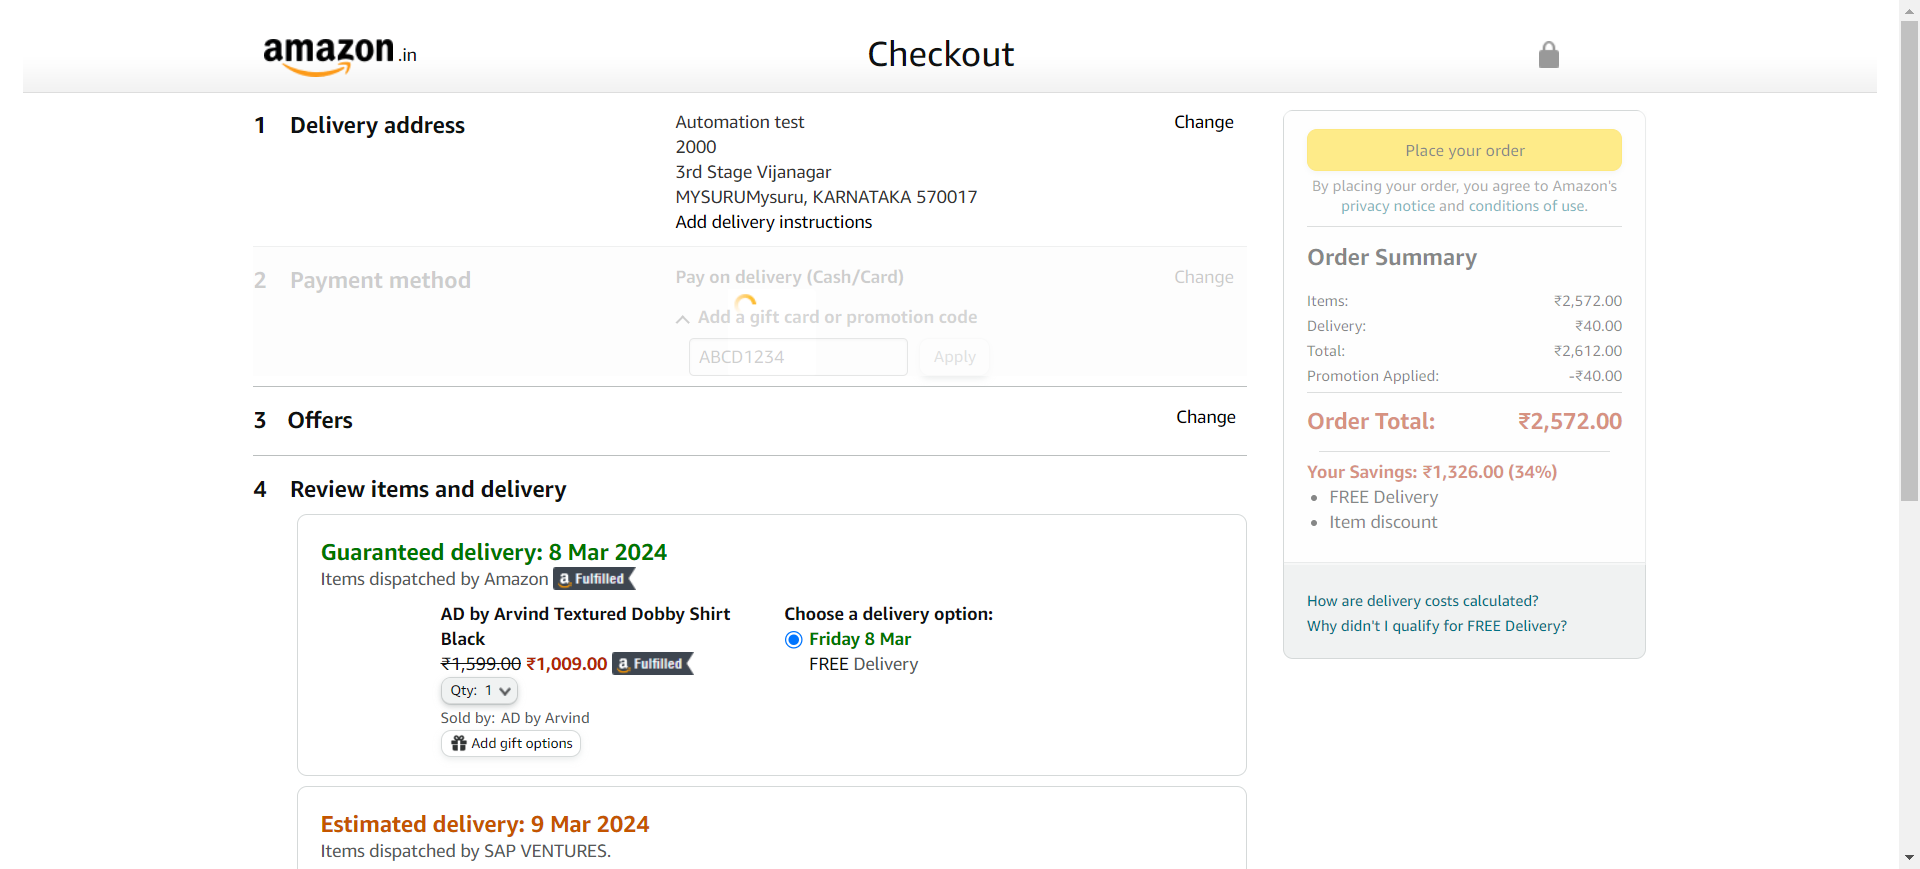 amazon.in
Checkout
1 Delivery address
Automation test
2000
3rd Stage Vijanagar
MYSURUMysuru, KARNATAKA 570017
Add delivery instructions
Change
2 Payment method
Pay on delivery (Cash/Card)
Change
Add a gift card or promotion code
ABCD1234
Apply
3 Offers
Change
4 Review items and delivery
Guaranteed delivery: 8 Mar 2024
Items dispatched by Amazon a Fulfilled
AD by Arvind Textured Dobby Shirt
Black
₹1,599.00 ₹1,009.00 a Fulfilled
Qty: 1
Sold by: AD by Arvind
Add gift options
Choose a delivery option:
Friday 8 Mar
FREE Delivery
Estimated delivery: 9 Mar 2024
Items dispatched by SAP VENTURES.
Place your order
By placing your order, you agree to Amazon's
privacy notice and conditions of use.
Order Summary
Items: ₹2,572.00
Delivery: ₹40.00
Total: ₹2,612.00
Promotion Applied: -₹40.00
Order Total: ₹2,572.00
Your Savings: ₹1,326.00 (34%)
FREE Delivery
Item discount
How are delivery costs calculated?
Why didn't I qualify for FREE Delivery?